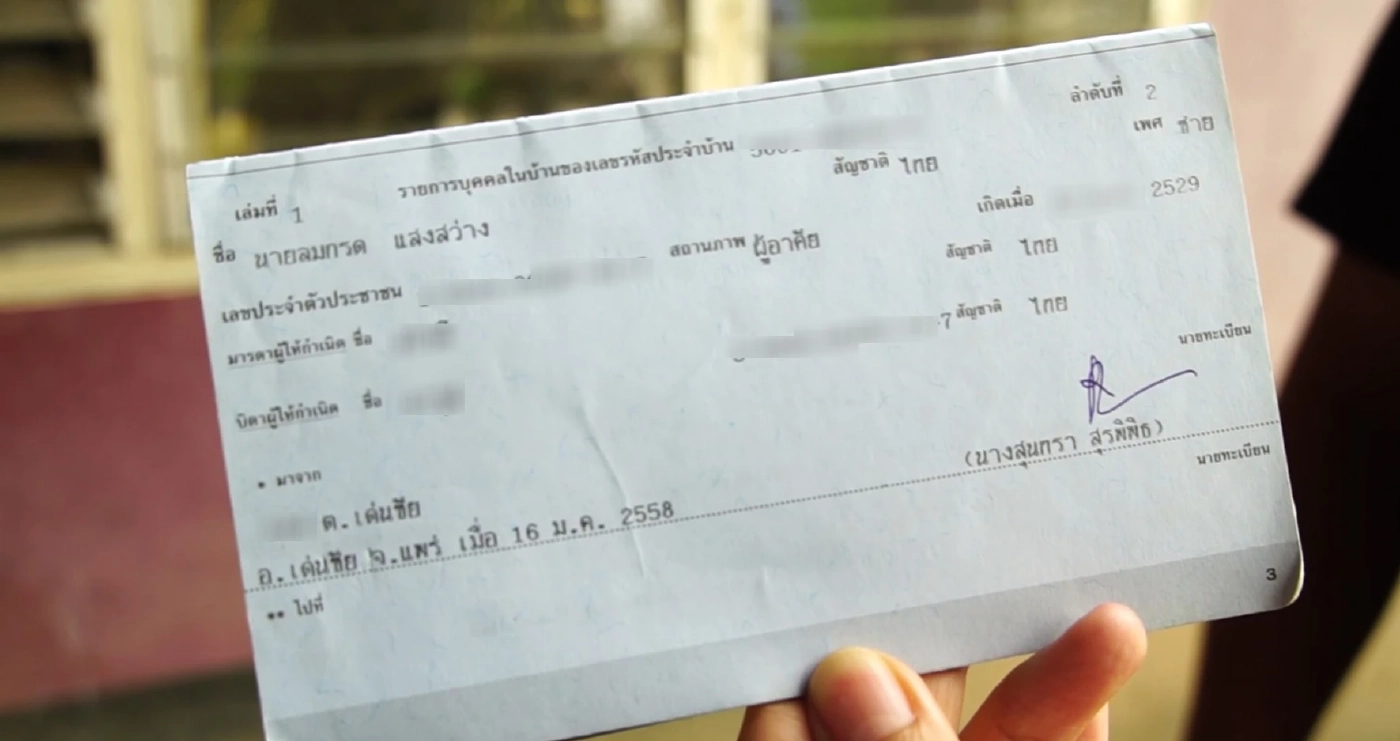 ลำดับที่ 2
เล่มที่ 1 รายการบุคคลในบ้านของเลขรหัสประจำบ้าน สัญชาติ ไทย เพศ ชาย
ชื่อ นายลมกรด แสงสว่าง สถานภาพ ผู้อาศัย เกิดเมื่อ 2529
เลขประจำตัวประชาชน สัญชาติ ไทย
มารดาผู้ให้กำเนิด ชื่อ 7 สัญชาติ ไทย
บิดาผู้ให้กำเนิด ชื่อ นายทะเบียน
* มาจาก (นางสุนทรา สุรพิพิธ)
ต.เด่นชัย นายทะเบียน
อ.เด่นชัย จ.แพร่ เมื่อ 16 ม.ค. 2558
** ไปที่
3